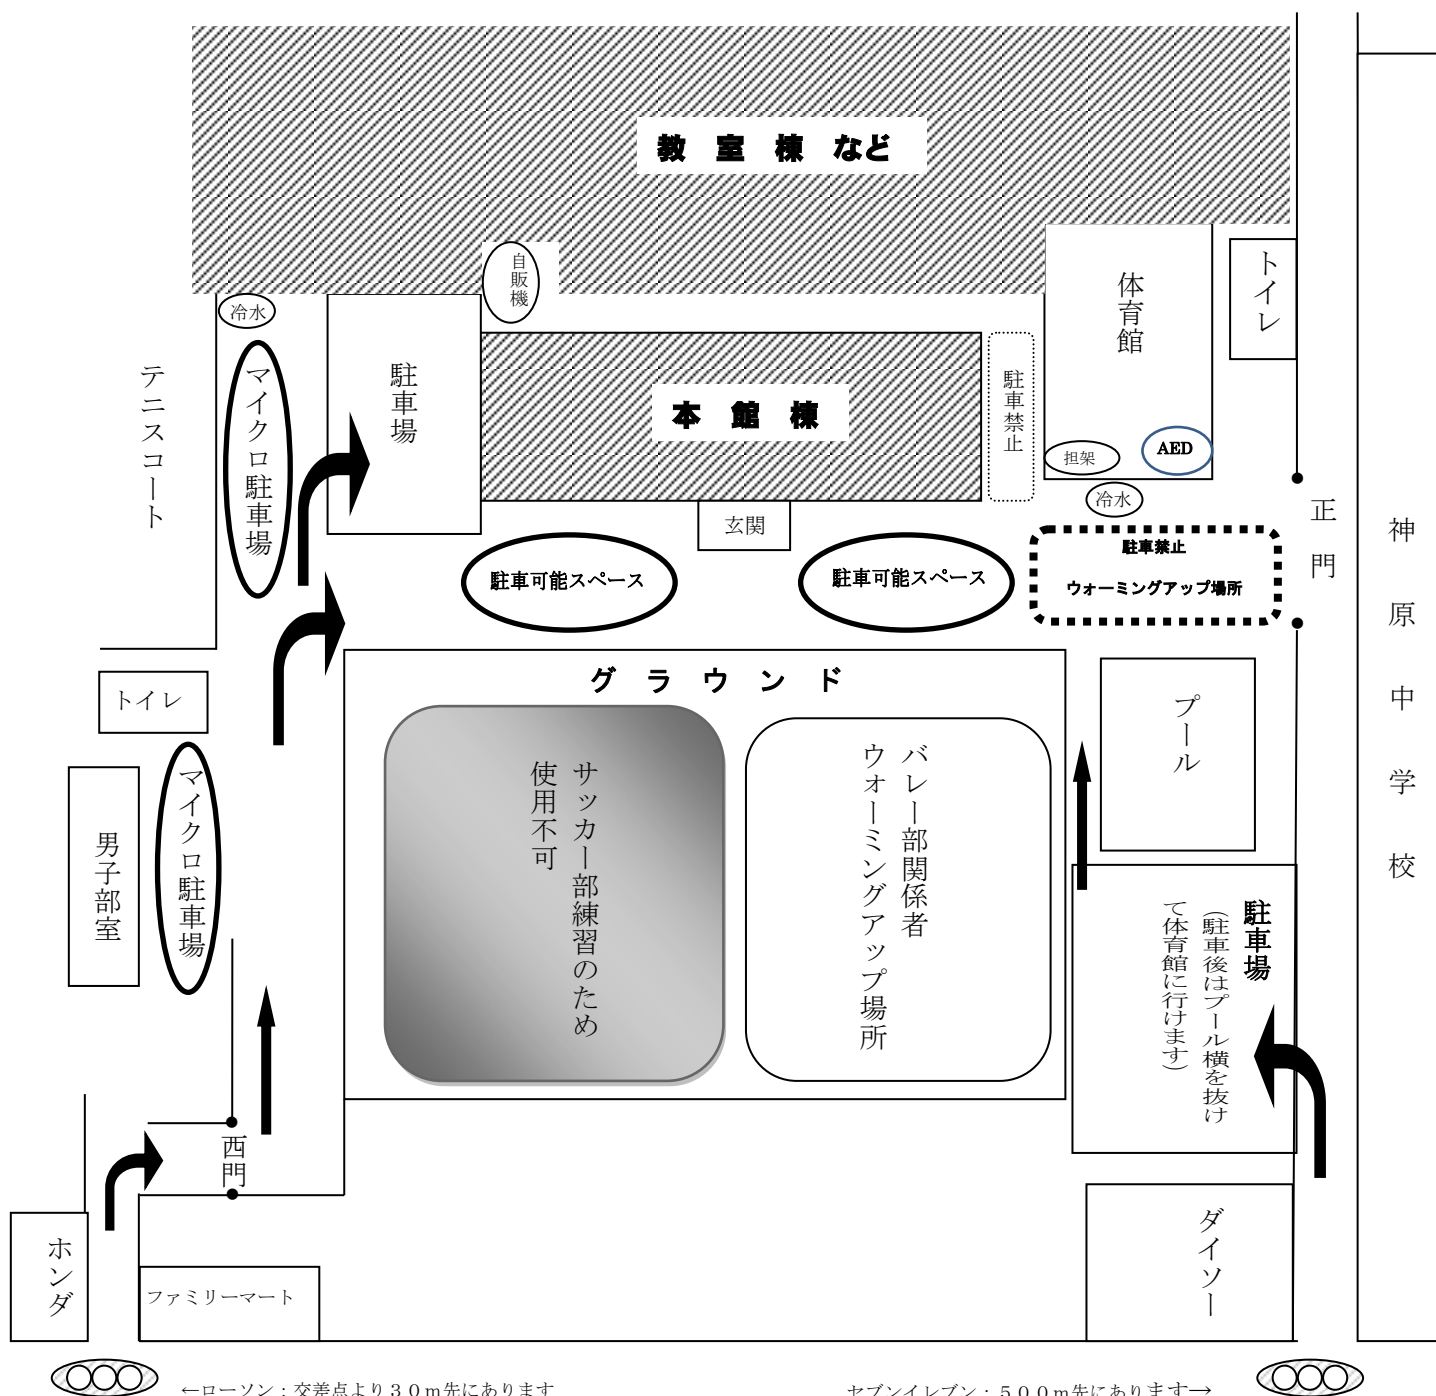 教 室 棟 など
自販機
体育館
トイレ
冷水
駐車場
マイクロ駐車場
テニスコート
本 館 棟
駐車禁止
担架
AED
冷水
正門
玄関
駐車可能スペース
駐車可能スペース
駐車禁止
ウォーミングアップ場所
神原中学校
グ ラ ウ ン ド
トイレ
プール
マイクロ駐車場
男子部室
サッカー部練習のため
使用不可
バレー部関係者
ウォーミングアップ場所
駐車場
(駐車後はプール横を抜け
て体育館に行けます)
西門
ホンダ
ファミリーマート
ダイソー
←ローソン：交差点より３０ｍ先にあります
セブンイレブン：５００ｍ先にあります→